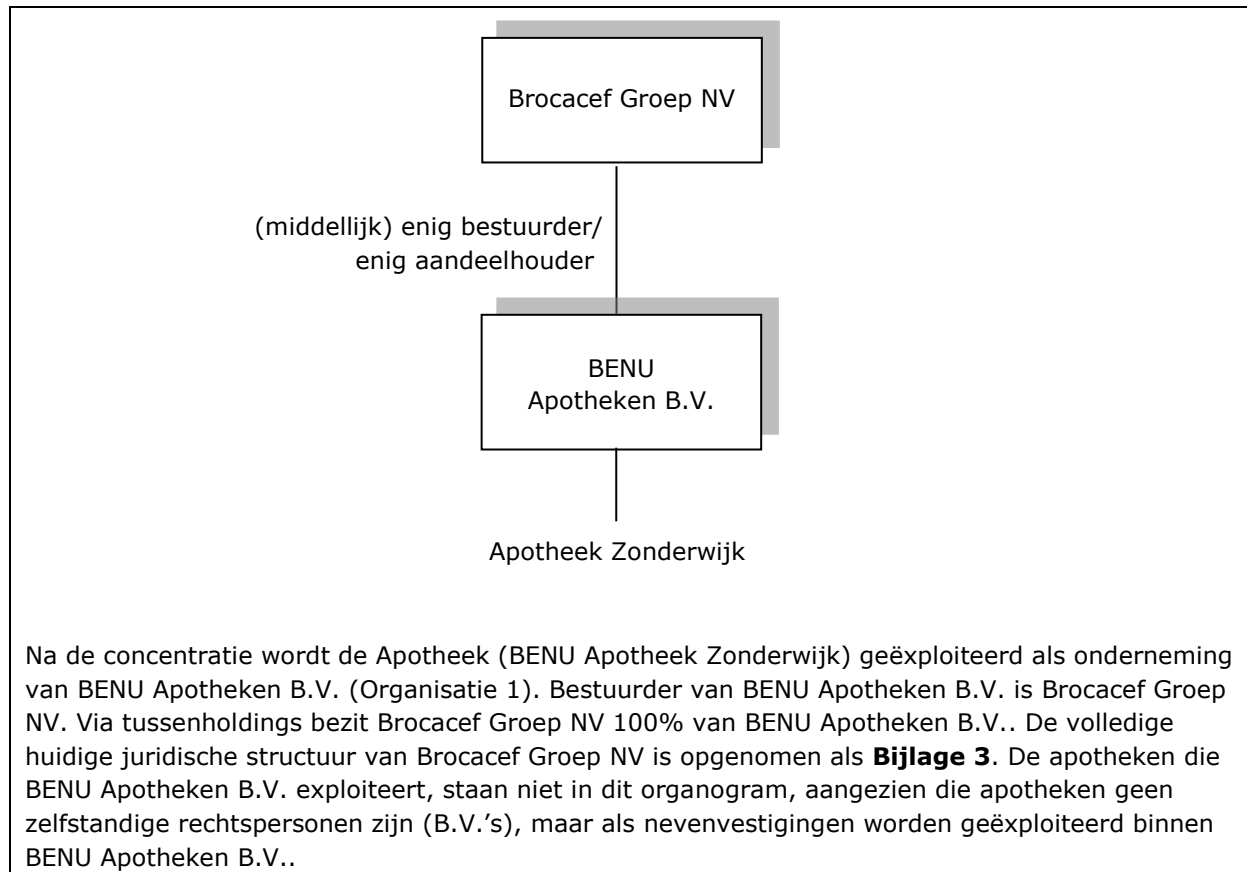 Brocacef Groep NV
(middellijk) enig bestuurder/
enig aandeelhouder
BENU
Apotheken B.V.
Apotheek Zonderwijk
Na de concentratie wordt de Apotheek (BENU Apotheek Zonderwijk) geëxploiteerd als onderneming
van BENU Apotheken B.V. (Organisatie 1). Bestuurder van BENU Apotheken B.V. is Brocacef Groep
NV. Via tussenholdings bezit Brocacef Groep NV 100% van BENU Apotheken B.V.. De volledige
huidige juridische structuur van Brocacef Groep NV is opgenomen als Bijlage 3. De apotheken die
BENU Apotheken B.V. exploiteert, staan niet in dit organogram, aangezien die apotheken geen
zelfstandige rechtspersonen zijn (B.V.'s), maar als nevenvestigingen worden geëxploiteerd binnen
BENU Apotheken B.V..